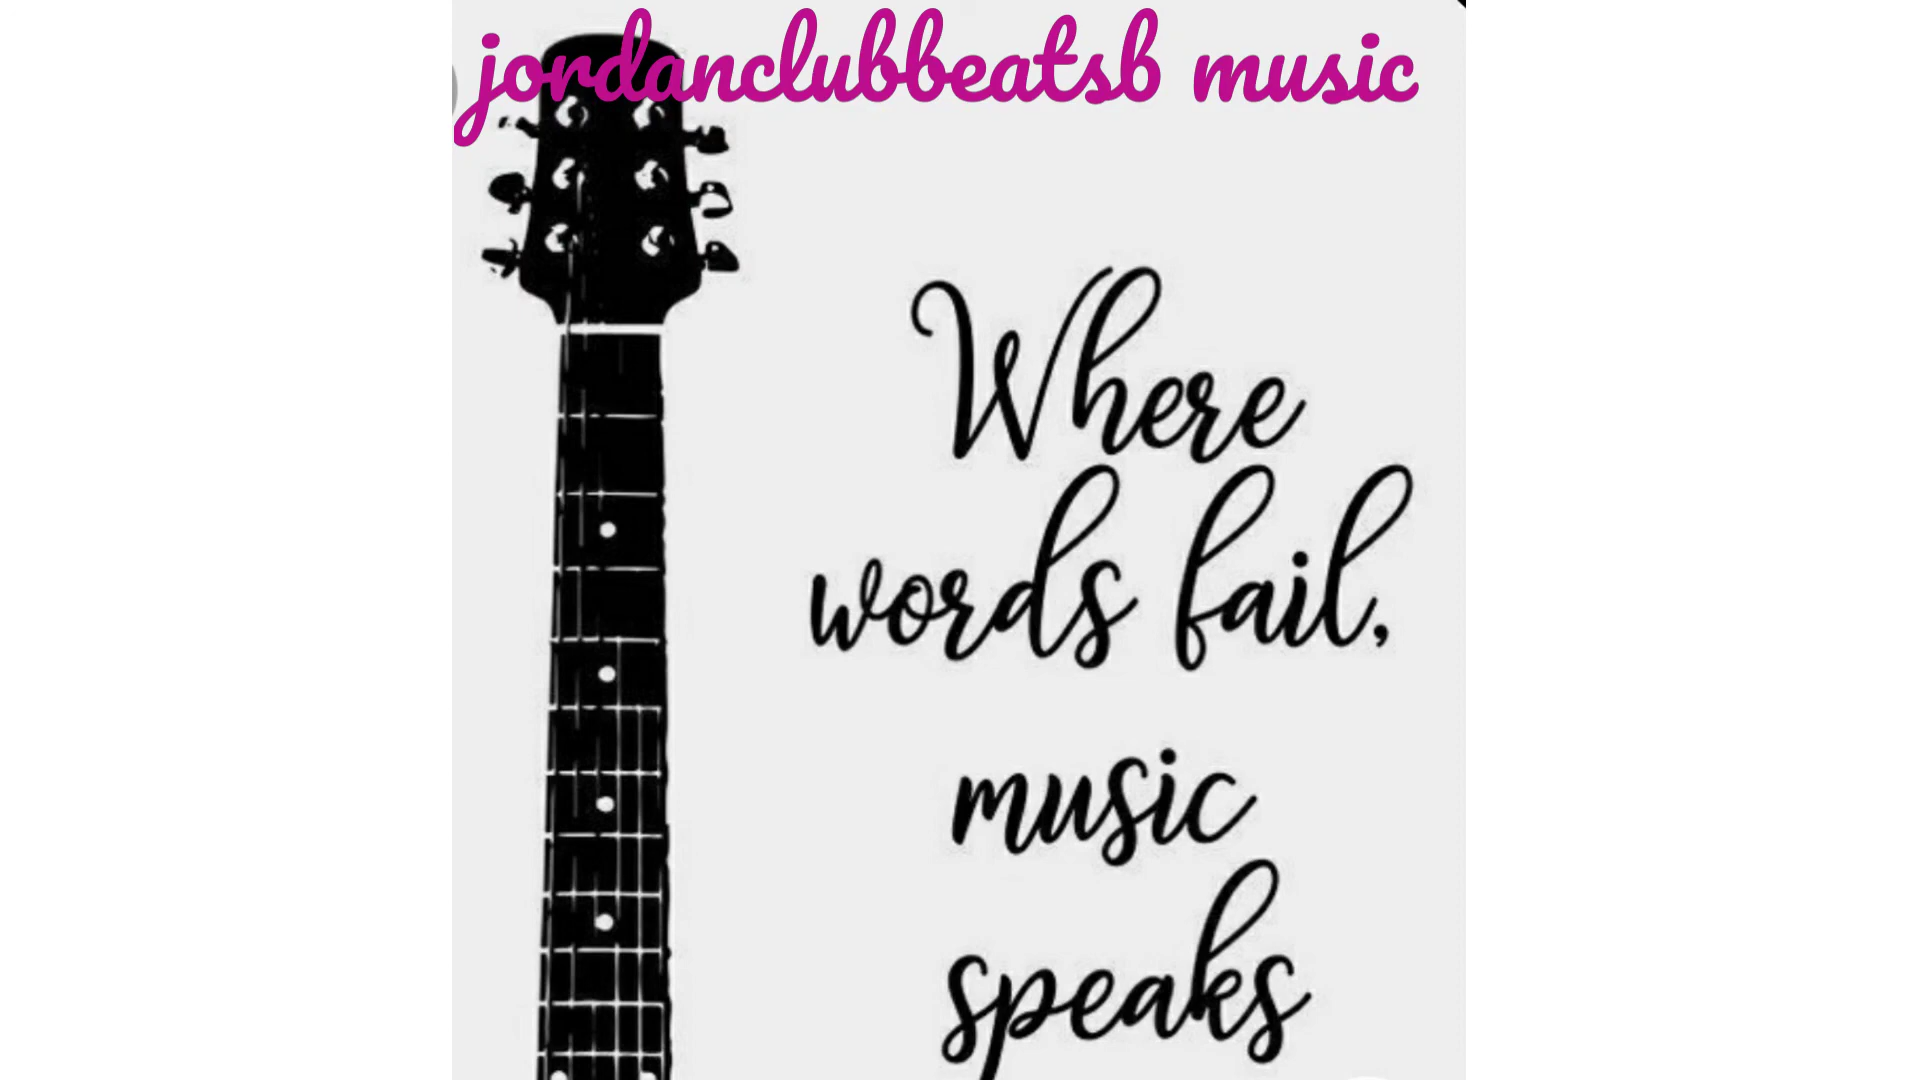 jordanclubbeatsb music
Where
words fail,
music
speaks